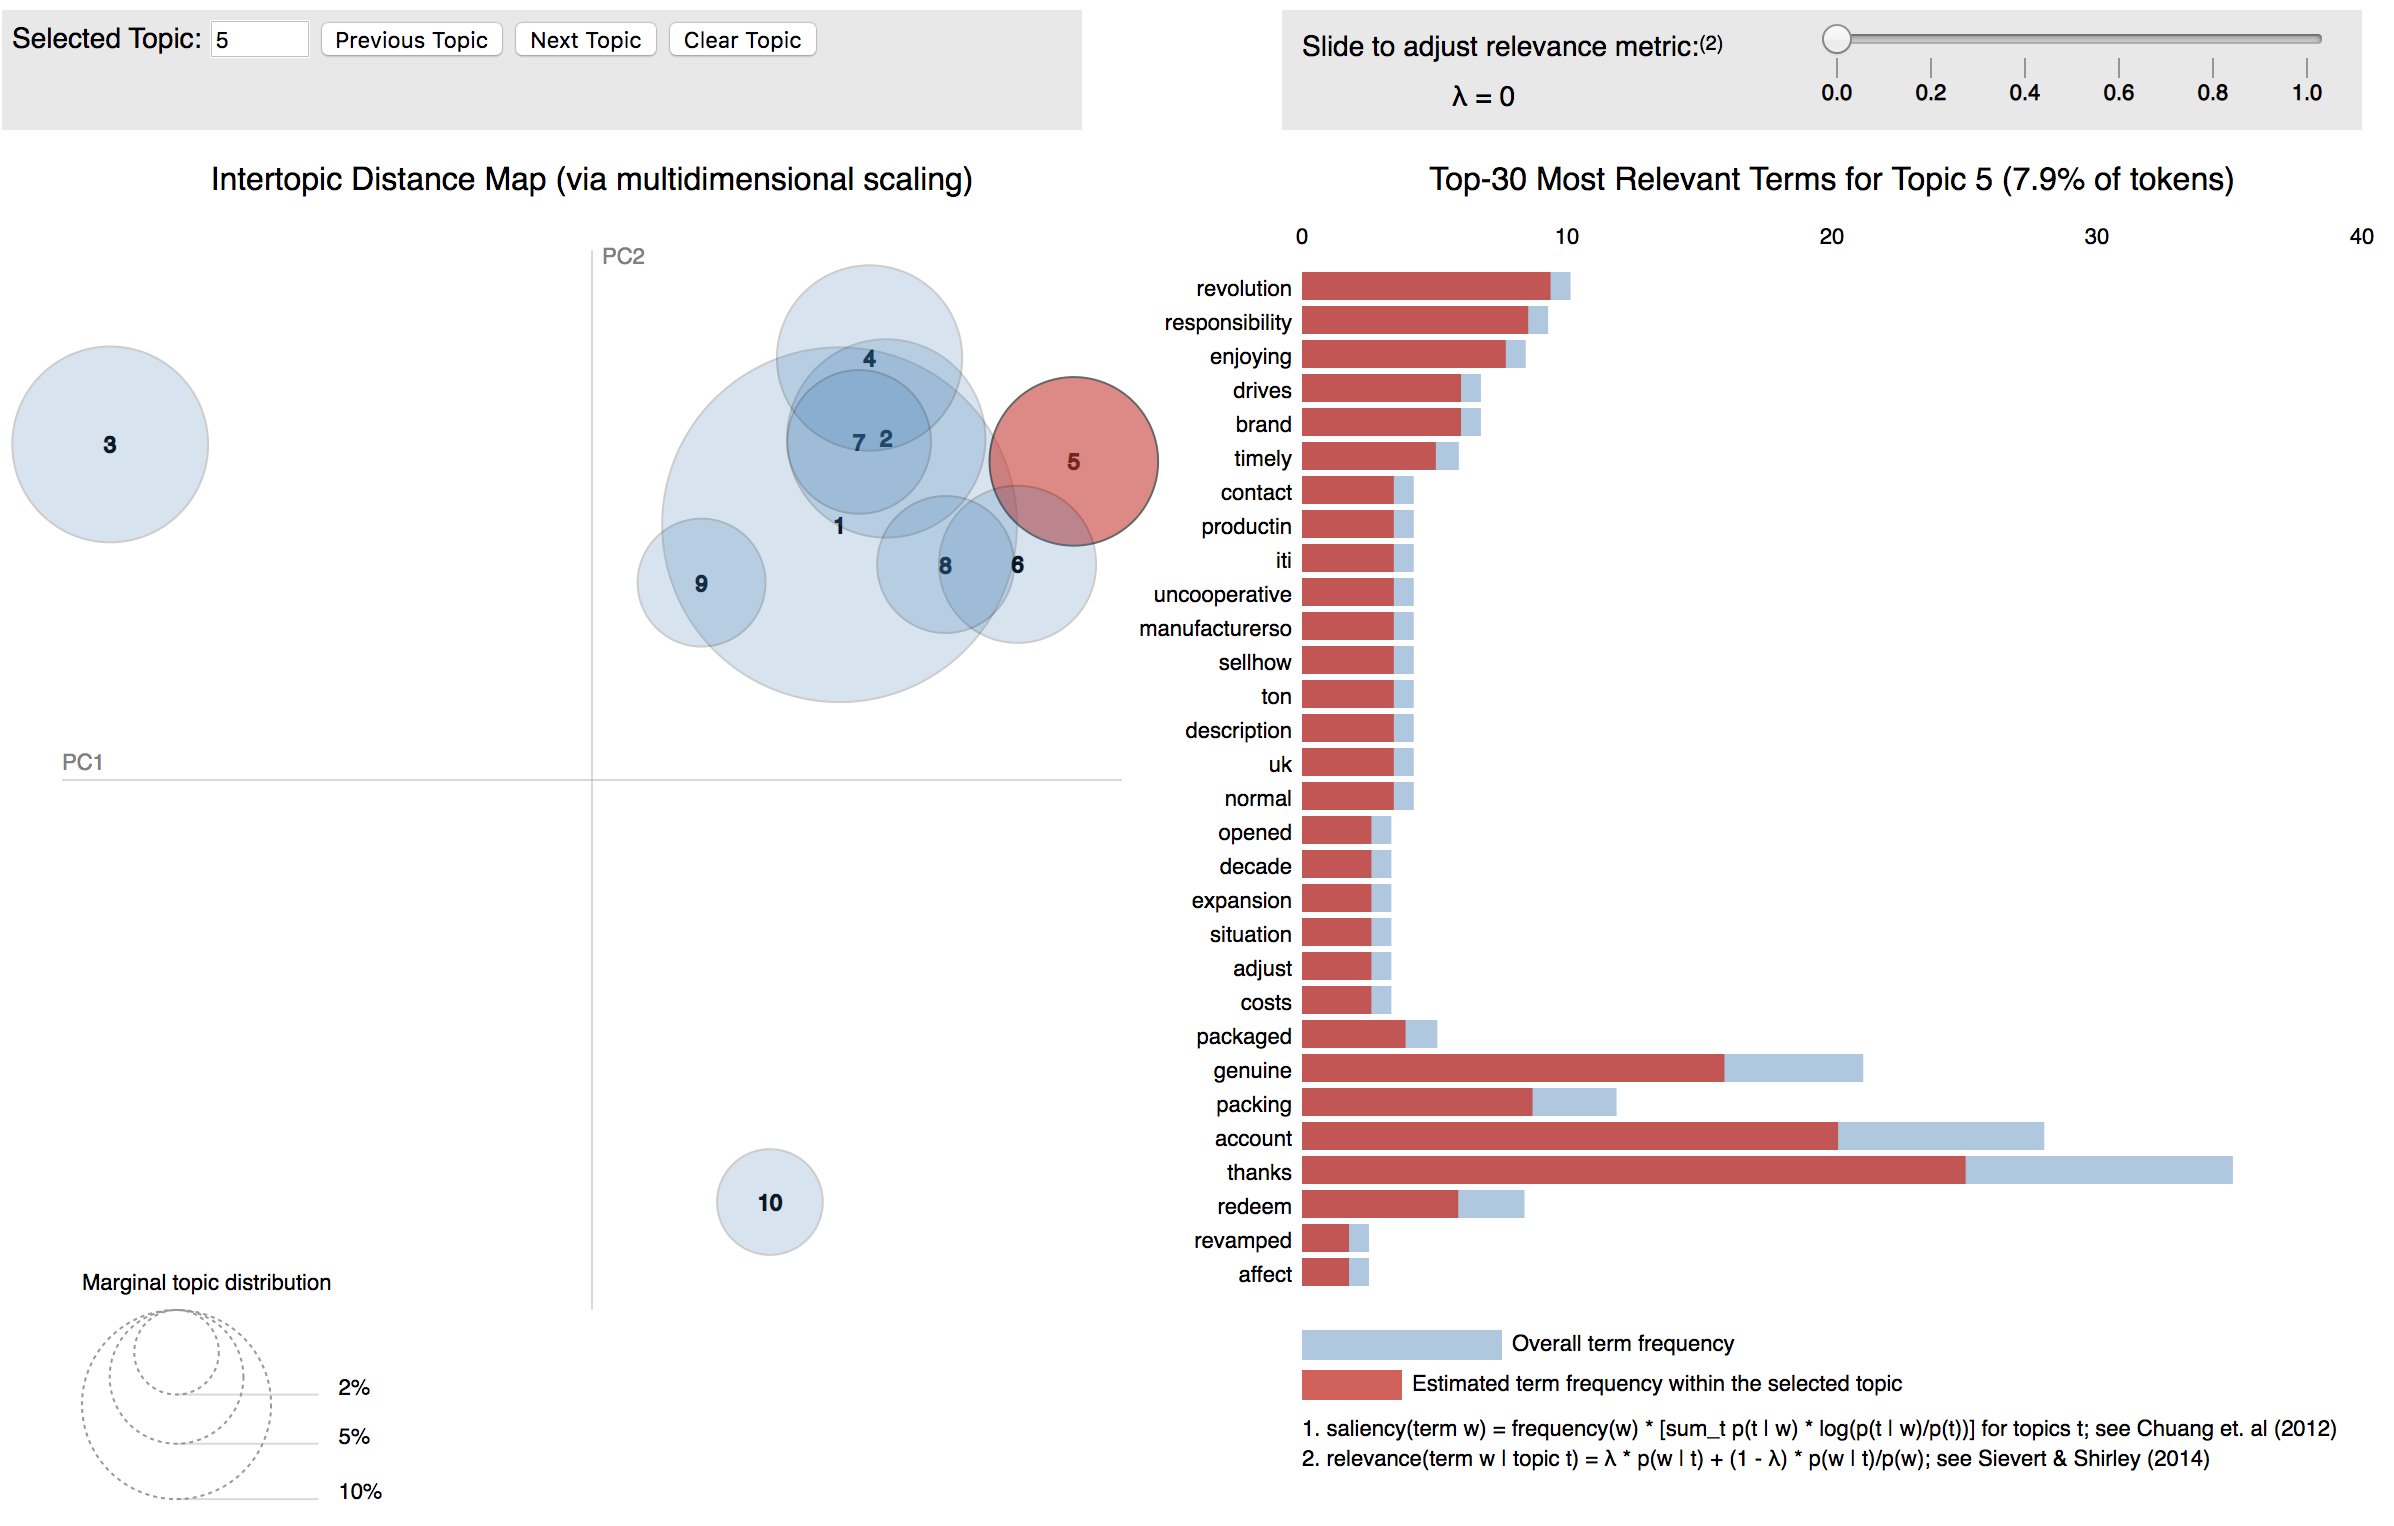 Selected Topic: 5 Previous Topic Next Topic Clear Topic
Slide to adjust relevance metric:(2)
λ = 0
0.0 0.2 0.4 0.6 0.8 1.0
Intertopic Distance Map (via multidimensional scaling)
PC2
PC1
3
4
7 2
5
1
8 6
9
10
Marginal topic distribution
2%
5%
10%
Top-30 Most Relevant Terms for Topic 5 (7.9% of tokens)
0 10 20 30 40
revolution
responsibility
enjoying
drives
brand
timely
contact
productin
iti
uncooperative
manufacturerso
sellhow
ton
description
uk
normal
opened
decade
expansion
situation
adjust
costs
packaged
genuine
packing
account
thanks
redeem
revamped
affect
Overall term frequency
Estimated term frequency within the selected topic
1. saliency(term w) = frequency(w) * [sum_t p(t | w) * log(p(t | w)/p(t))] for topics t; see Chuang et. al (2012)
2. relevance(term w | topic t) = λ * p(w | t) + (1 - λ) * p(w | t)/p(w); see Sievert & Shirley (2014)